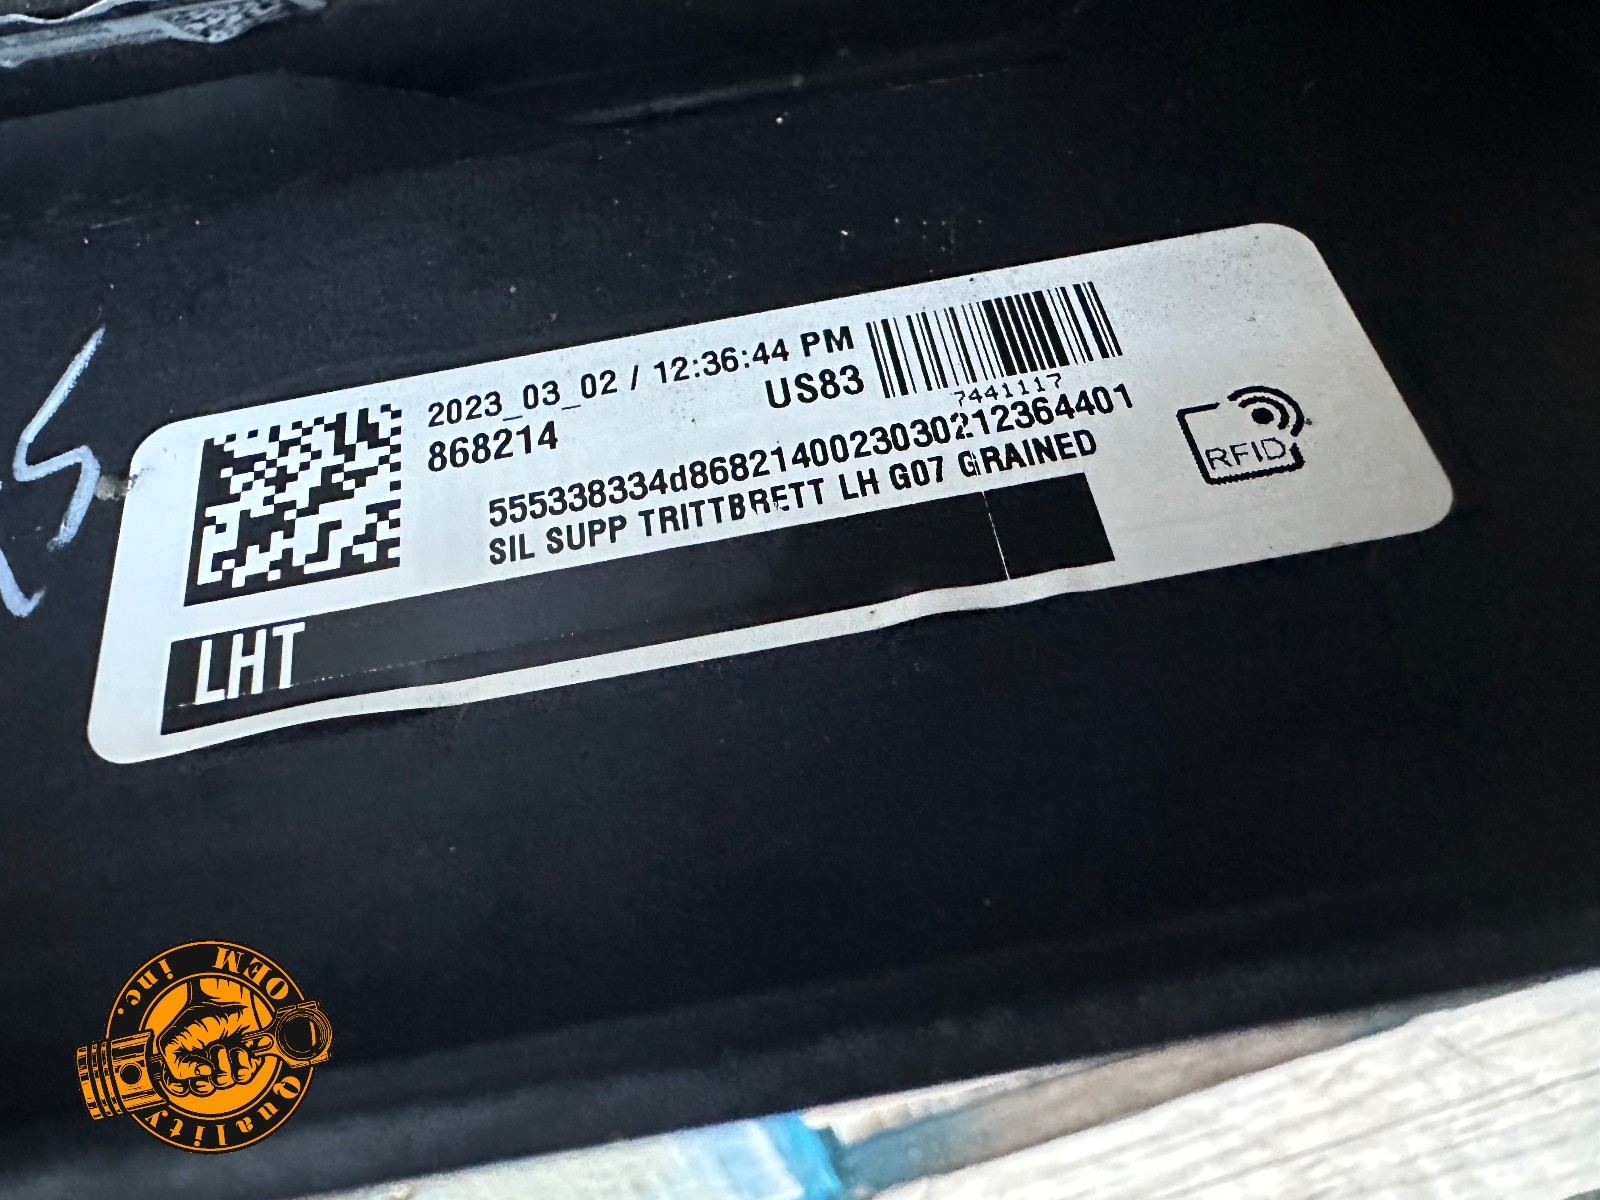 2023_03_02 / 12:36:44 PM
868214
US83
7441117
555338334d8682140023030212364401
SIL SUPP TRITTBRETT LH G07 GRAINED
LHT
RFID
OEM inc.
Quality